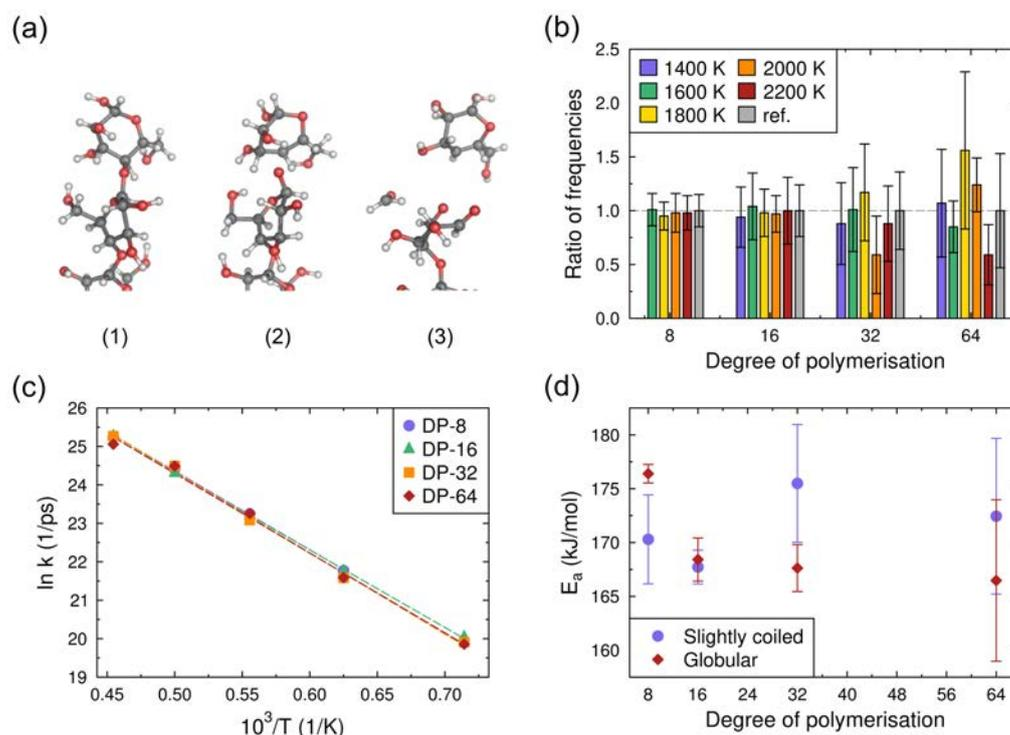 (a)
(1) (2) (3)
(b)
Ratio of frequencies
2.5
2.0
1.5
1.0
0.5
0.0
1400 K 2000 K
1600 K 2200 K
1800 K ref.
8 16 32 64
Degree of polymerisation
(c)
ln k (1/ps)
26
25
24
23
22
21
20
19
DP-8
DP-16
DP-32
DP-64
0.45 0.50 0.55 0.60 0.65 0.70
10³/T (1/K)
(d)
Eₐ (kJ/mol)
180
175
170
165
160
Slightly coiled
Globular
8 16 24 32 40 48 56 64
Degree of polymerisation